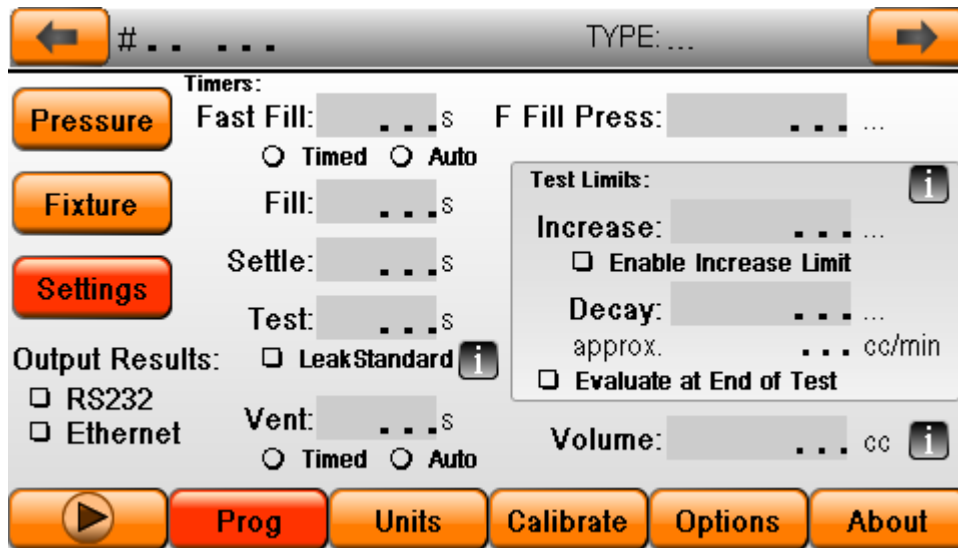 #.. ... TYPE: ...
Timers:
Pressure
Fast Fill: ... s
F Fill Press: ... ...
Timed Auto
Fixture
Fill: ... s
Test Limits: i
Increase: ... ...
Enable Increase Limit
Settings
Settle: ... s
Decay: ... ...
Test: ... s
approx. ... cc/min
Output Results:
LeakStandard i
Evaluate at End of Test
RS232
Ethernet
Vent: ... s
Timed Auto
Volume: ... cc i
Prog Units Calibrate Options About